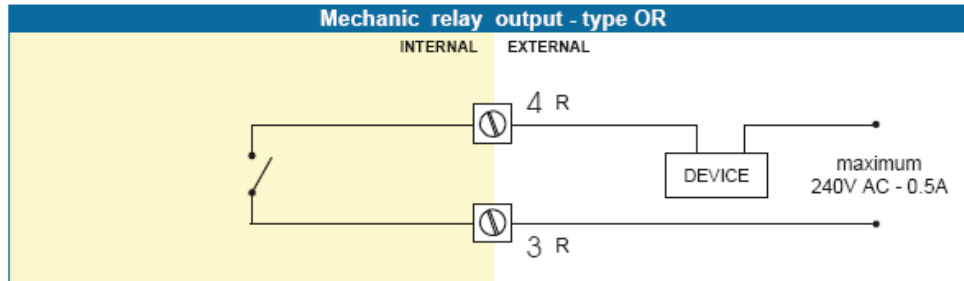 Mechanic relay output - type OR
INTERNAL EXTERNAL
4 R
DEVICE
maximum
240V AC - 0.5A
3 R